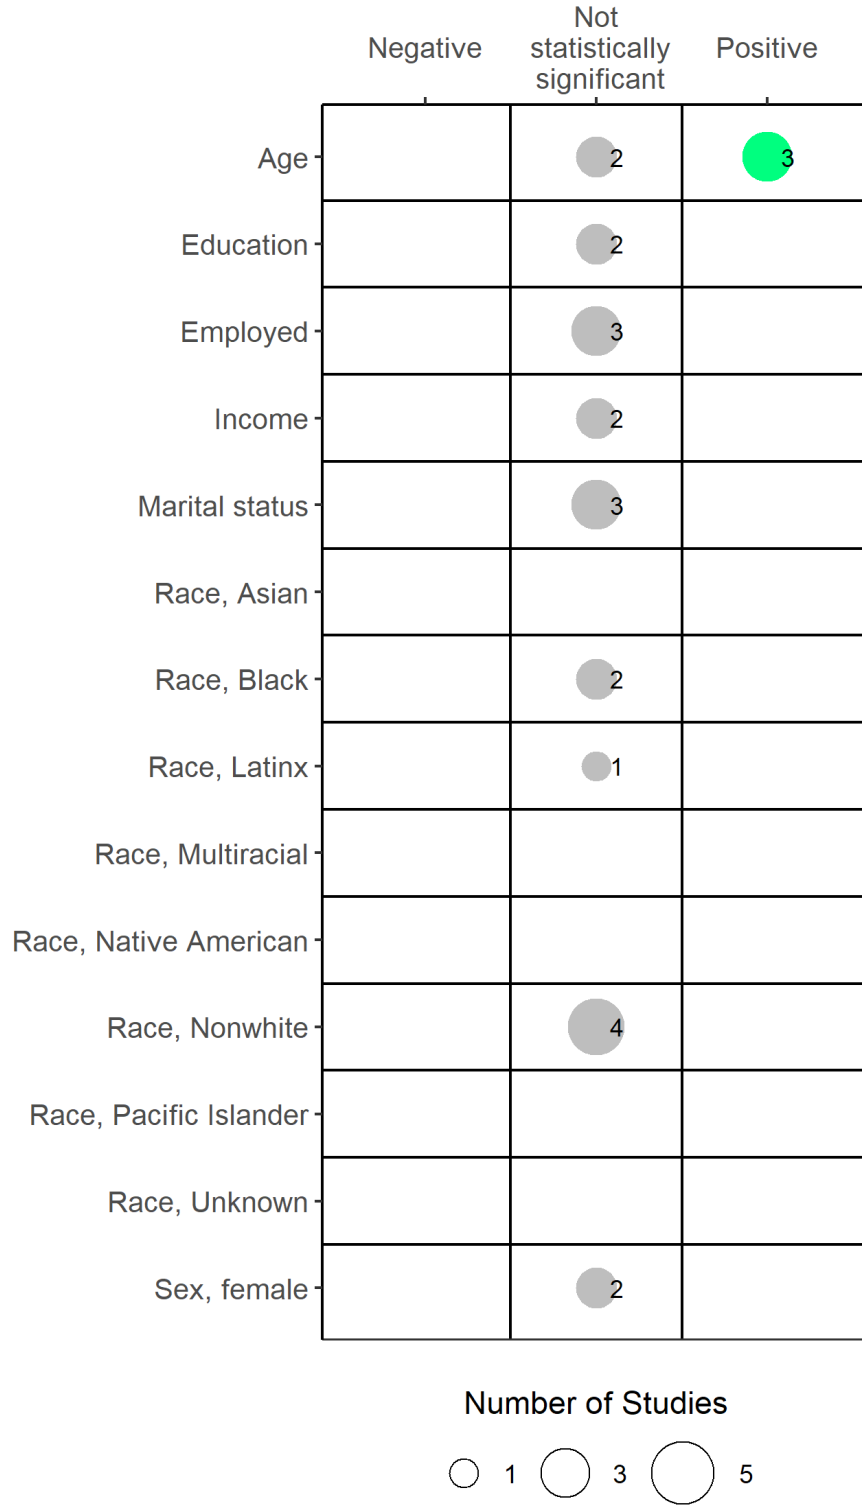 Negative
Not
statistically
significant
Positive
Age 2 3
Education 2
Employed 3
Income 2
Marital status 3
Race, Asian
Race, Black 2
Race, Latinx 1
Race, Multiracial
Race, Native American
Race, Nonwhite 4
Race, Pacific Islander
Race, Unknown
Sex, female 2
Number of Studies
1 3 5